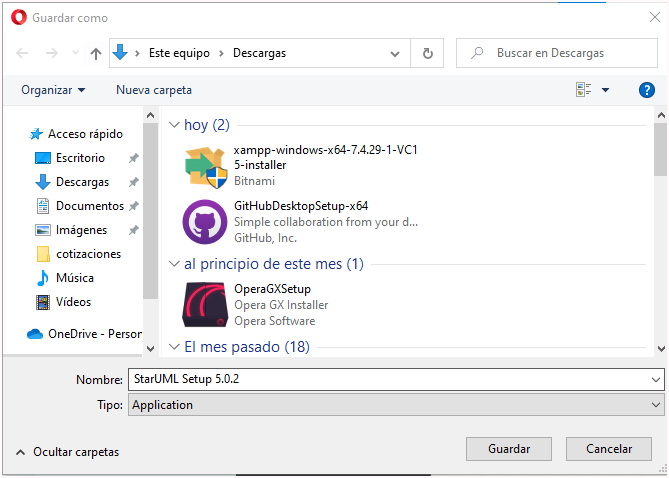 Guardar como
Este equipo
Descargas
Buscar en Descargas
Organizar
Nueva carpeta
?
Acceso rápido
Escritorio
Descargas
Documentos
Imágenes
cotizaciones
Música
Vídeos
OneDrive - Person
hoy (2)
xampp-windows-x64-7.4.29-1-VC1
5-installer
Bitnami
GitHubDesktopSetup-x64
Simple collaboration from your d...
GitHub, Inc.
al principio de este mes (1)
OperaGXSetup
Opera GX Installer
Opera Software
El mes pasado (18)
Nombre: StarUML Setup 5.0.2
Tipo: Application
Ocultar carpetas
Guardar
Cancelar